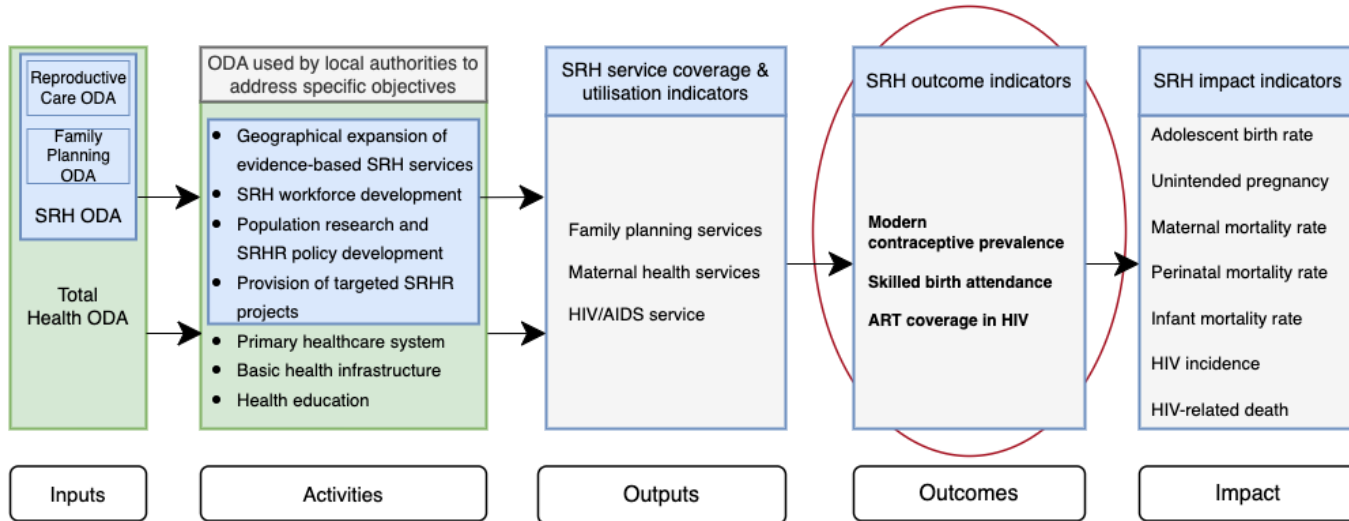 Reproductive
Care ODA
Family
Planning
ODA
SRH ODA
Total
Health ODA
ODA used by local authorities to
address specific objectives
● Geographical expansion of
evidence-based SRH services
● SRH workforce development
● Population research and
SRHR policy development
● Provision of targeted SRHR
projects
● Primary healthcare system
● Basic health infrastructure
● Health education
SRH service coverage &
utilisation indicators
Family planning services
Maternal health services
HIV/AIDS service
SRH outcome indicators
Modern
contraceptive prevalence
Skilled birth attendance
ART coverage in HIV
SRH impact indicators
Adolescent birth rate
Unintended pregnancy
Maternal mortality rate
Perinatal mortality rate
Infant mortality rate
HIV incidence
HIV-related death
Inputs
Activities
Outputs
Outcomes
Impact